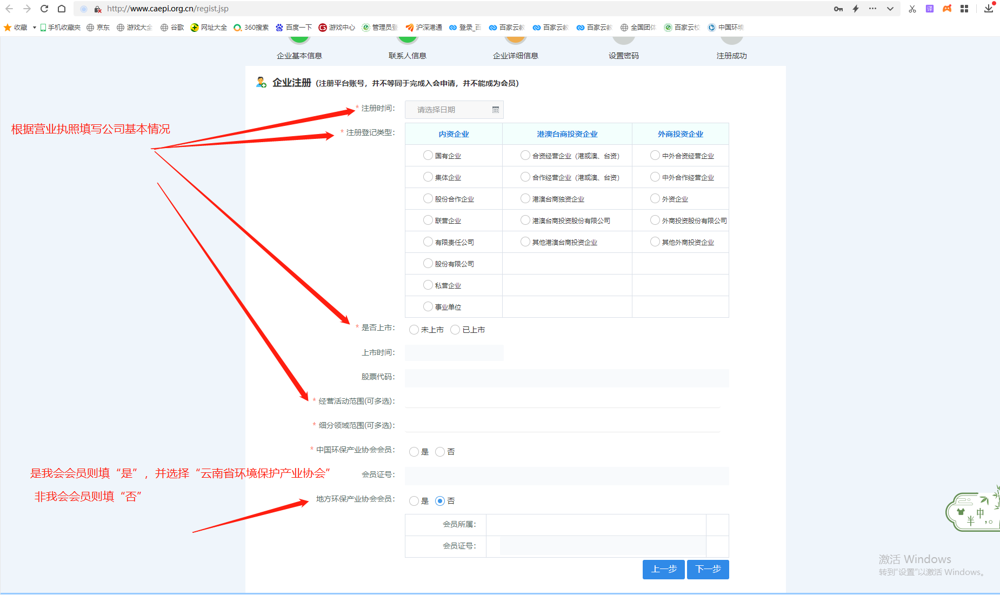 http://www.caepi.org.cn/regist.jsp
译
收藏 手机收藏夹 京东 游戏大全 谷歌 网址大全 360搜索 百度一下 游戏中心 管理员登 沪深港通 登录_百 百家云教 百家云教 百家云教 全国团体 百家云校 中国环境
企业基本信息 联系人信息 企业详细信息 设置密码 注册成功
企业注册（注册平台账号，并不等同于完成入会申请，并不能成为会员）
* 注册时间： 请选择日期
根据营业执照填写公司基本情况
* 注册登记类型：
内资企业 港澳台商投资企业 外商投资企业
国有企业 合资经营企业（港或澳、台资） 中外合资经营企业
集体企业 合作经营企业（港或澳、台资） 中外合作经营企业
股份合作企业 港澳台商独资企业 外资企业
联营企业 港澳台商投资股份有限公司 外商投资股份有限公司
有限责任公司 其他港澳台商投资企业 其他外商投资企业
股份有限公司
私营企业
事业单位
* 是否上市： 未上市 已上市
上市时间：
股票代码：
* 经营活动范围(可多选)：
* 细分领域范围(可多选)：
* 中国环保产业协会会员： 是 否
是我会会员则填“是”，并选择“云南省环境保护产业协会”
会员证号：
非我会会员则填“否”
地方环保产业协会会员： 是 否
会员所属：
会员证号：
上一步 下一步
中
半 ，。
激活 Windows
转到“设置”以激活 Windows。